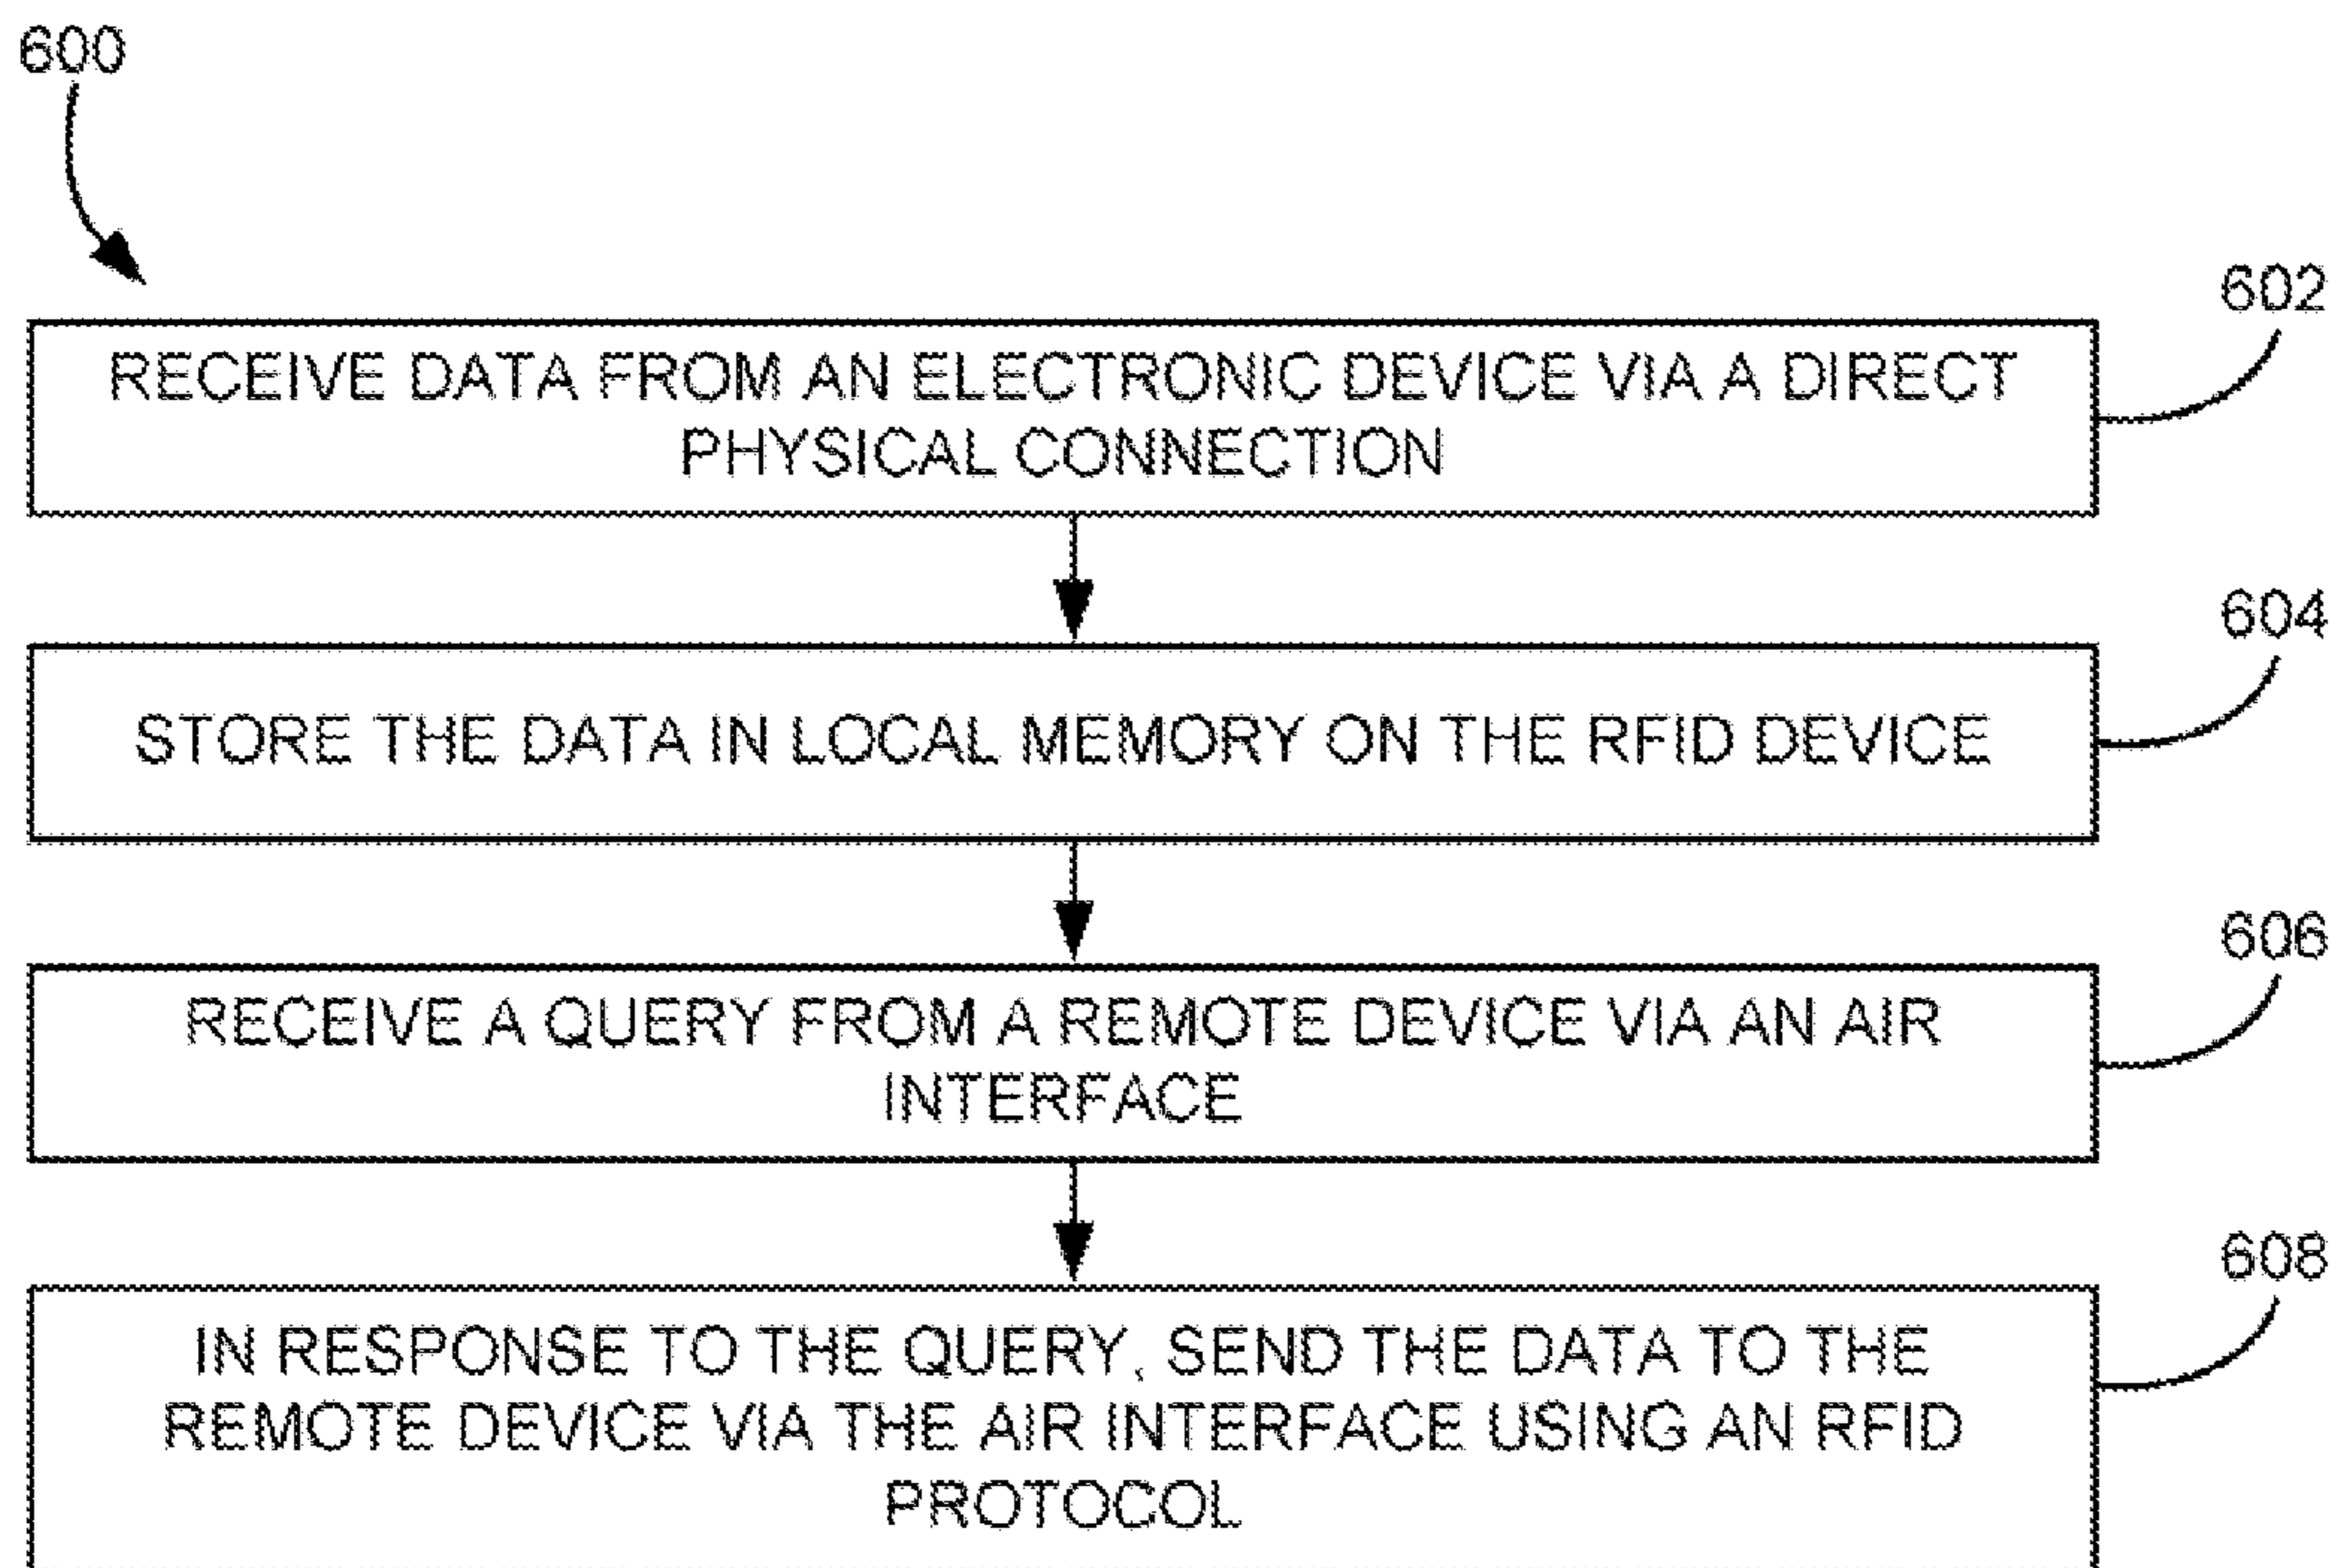 600
602
RECEIVE DATA FROM AN ELECTRONIC DEVICE VIA A DIRECT
PHYSICAL CONNECTION
604
STORE THE DATA IN LOCAL MEMORY ON THE RFID DEVICE
606
RECEIVE A QUERY FROM A REMOTE DEVICE VIA AN AIR
INTERFACE
608
IN RESPONSE TO THE QUERY, SEND THE DATA TO THE
REMOTE DEVICE VIA THE AIR INTERFACE USING AN RFID
PROTOCOL